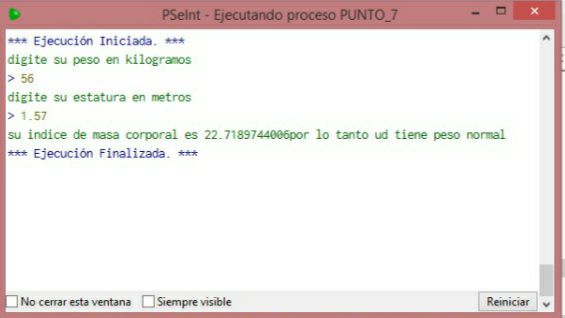 PSeInt - Ejecutando proceso PUNTO_7
*** Ejecución Iniciada. ***
digite su peso en kilogramos
> 56
digite su estatura en metros
> 1.57
su indice de masa corporal es 22.7189744006por lo tanto ud tiene peso normal
*** Ejecución Finalizada. ***
No cerrar esta ventana Siempre visible Reiniciar